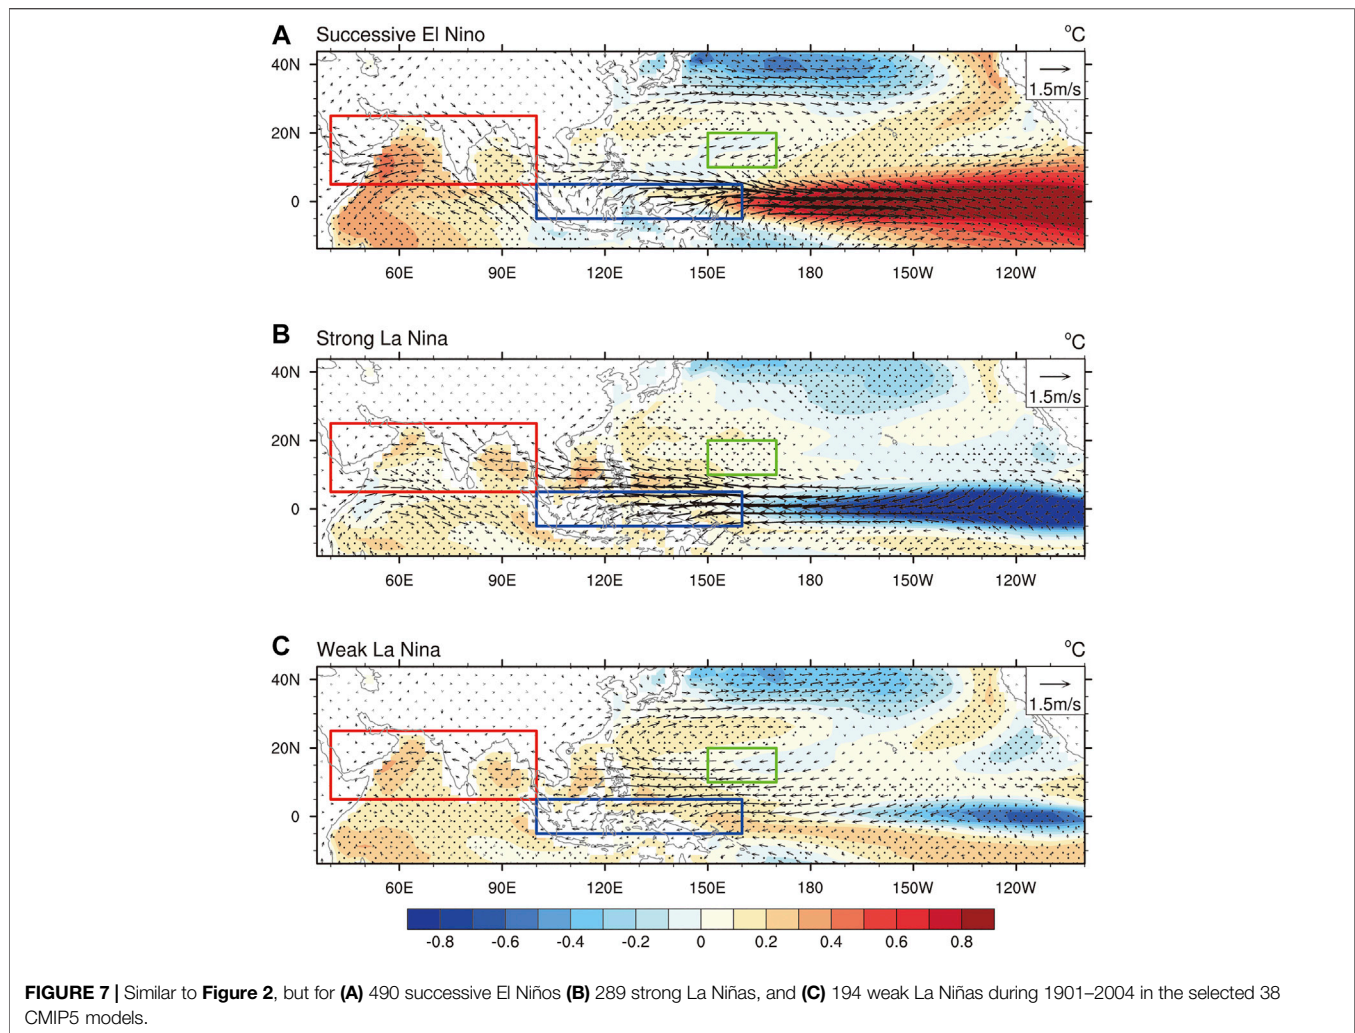 A Successive El Nino °C
40N
1.5m/s
20N
0
60E 90E 120E 150E 180 150W 120W
B Strong La Nina °C
40N
1.5m/s
20N
0
60E 90E 120E 150E 180 150W 120W
C Weak La Nina °C
40N
1.5m/s
20N
0
60E 90E 120E 150E 180 150W 120W
-0.8 -0.6 -0.4 -0.2 0 0.2 0.4 0.6 0.8
FIGURE 7 | Similar to Figure 2, but for (A) 490 successive El Niños (B) 289 strong La Niñas, and (C) 194 weak La Niñas during 1901–2004 in the selected 38
CMIP5 models.